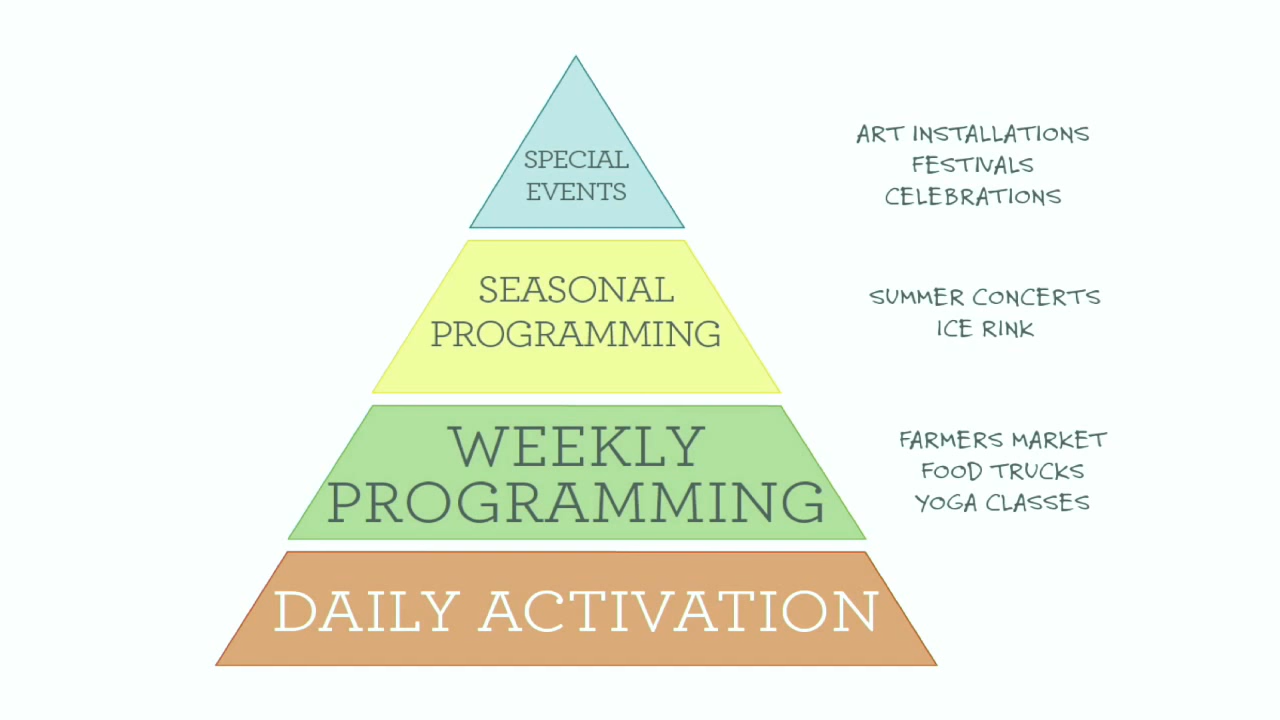 SPECIAL
EVENTS
ART INSTALLATIONS
FESTIVALS
CELEBRATIONS
SEASONAL
PROGRAMMING
SUMMER CONCERTS
ICE RINK
WEEKLY
PROGRAMMING
FARMERS MARKET
FOOD TRUCKS
YOGA CLASSES
DAILY ACTIVATION